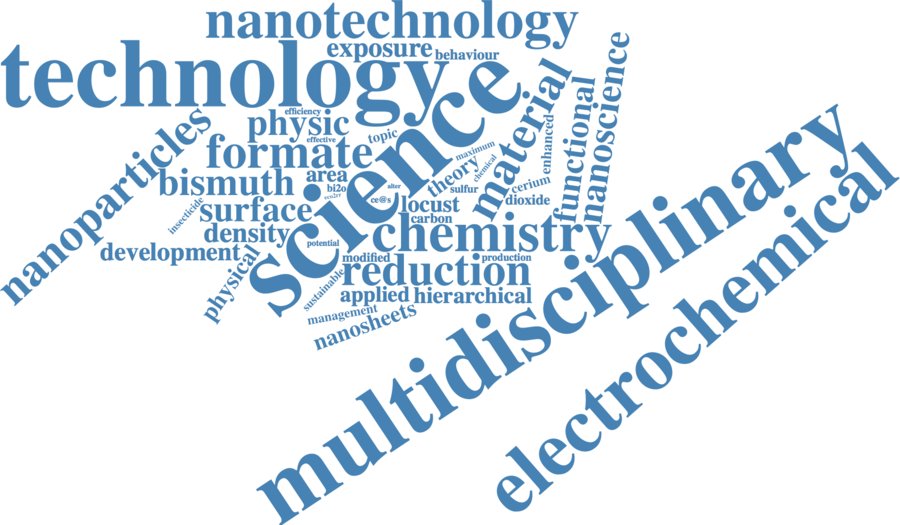 nanotechnology
exposure
behaviour
technology
science
efficiency
physic
effective
topic
formate
nanoparticles
bismuth
area
bi2o
alter
ce@s
insecticide
surface
density
development
physical
potential
theory
maximum
chemical
sulfur
locust
carbon
material
enhanced
functional
nanoscience
cerium
dioxide
chemistry
modified
production
reduction
sustainable
applied
hierarchical
management
nanosheets
multidisciplinary
electrochemical